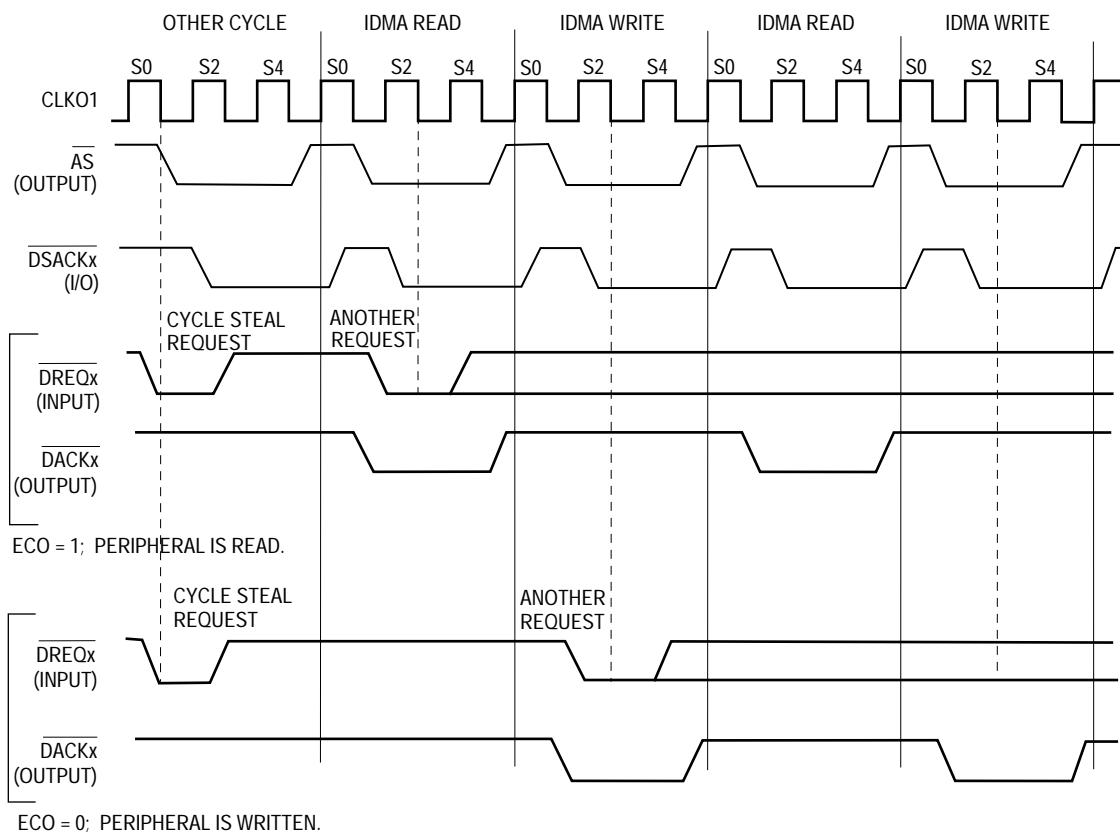 OTHER CYCLE IDMA READ IDMA WRITE IDMA READ IDMA WRITE
S0 S2 S4 S0 S2 S4 S0 S2 S4 S0 S2 S4 S0 S2 S4
CLKO1
AS
(OUTPUT)
DSACKx
(I/O)
CYCLE STEAL
REQUEST
ANOTHER
REQUEST
DREQx
(INPUT)
DACKx
(OUTPUT)
ECO = 1; PERIPHERAL IS READ.
CYCLE STEAL
REQUEST
ANOTHER
REQUEST
DREQx
(INPUT)
DACKx
(OUTPUT)
ECO = 0; PERIPHERAL IS WRITTEN.